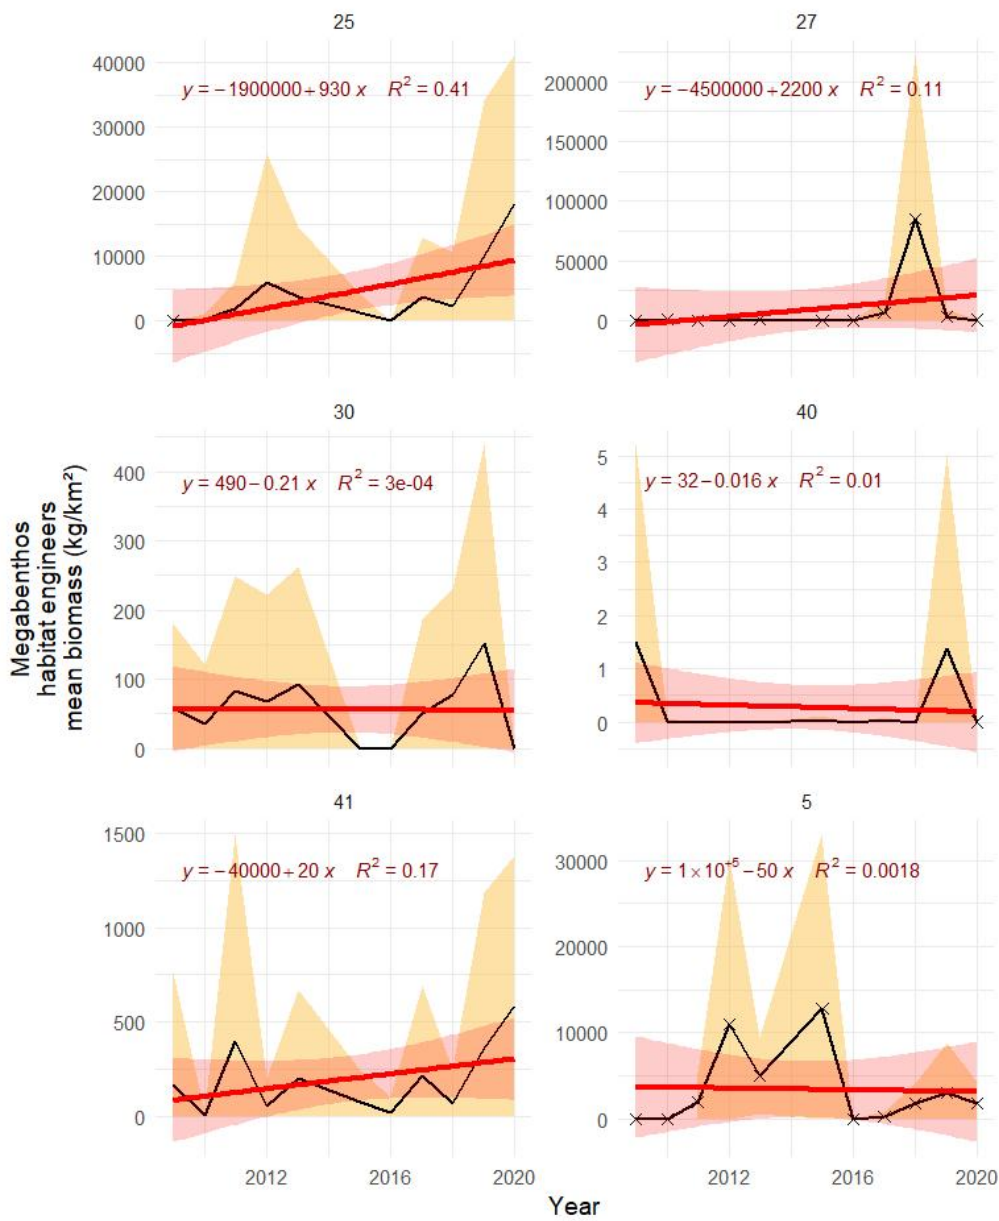 25
27
40000
30000
20000
10000
0
y = −1900000+930 x R² = 0.41
200000
150000
100000
50000
0
y = −4500000+2200 x R² = 0.11
30
40
400
300
200
100
0
y = 490−0.21 x R² = 3e-04
5
4
3
2
1
0
y = 32−0.016 x R² = 0.01
Megabenthos
habitat engineers
mean biomass (kg/km²)
41
5
1500
1000
500
0
y = −40000+20 x R² = 0.17
30000
20000
10000
0
y = 1×10⁺⁵−50 x R² = 0.0018
2012 2016 2020
2012 2016 2020
Year